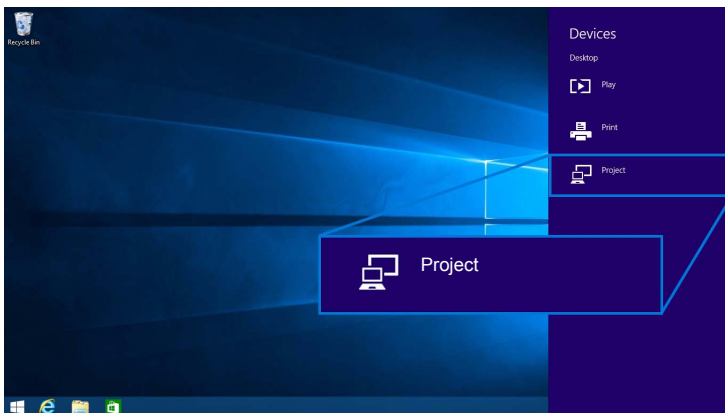 Recycle Bin
Devices
Desktop
Play
Print
Project
Project